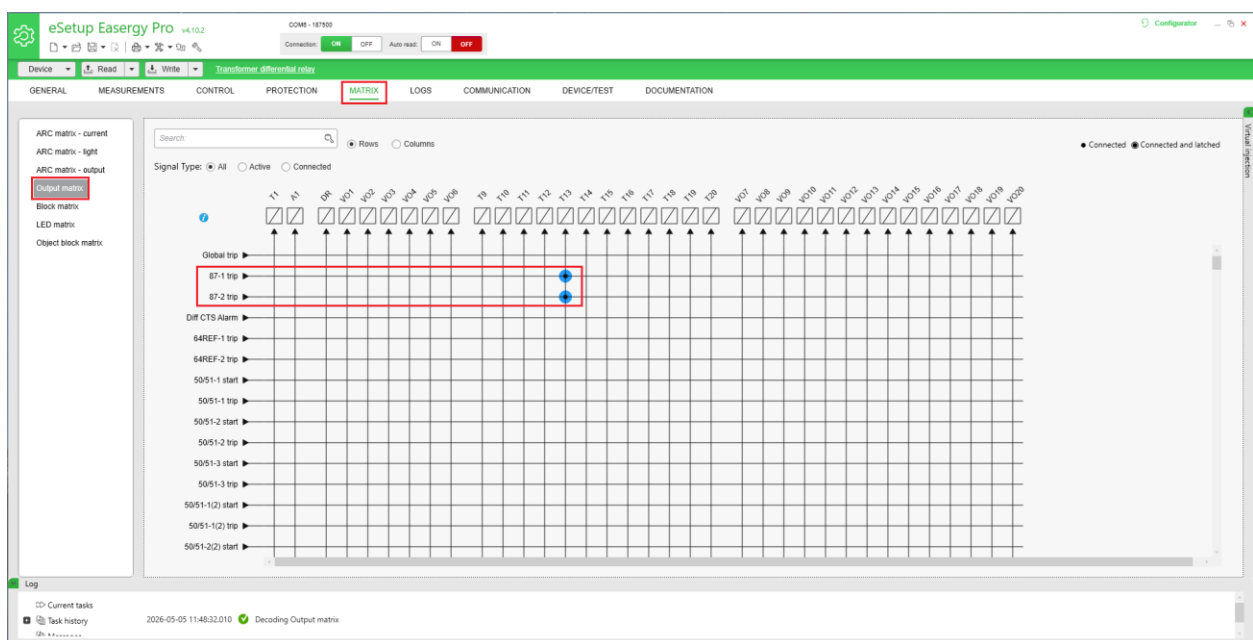 eSetup Easergy Pro v4.10.2
COM6 - 187500
Configurator
Connection: ON OFF Auto read: ON OFF
Device Read Write Transformer differential relay
GENERAL MEASUREMENTS CONTROL PROTECTION MATRIX LOGS COMMUNICATION DEVICE/TEST DOCUMENTATION
ARC matrix - current
ARC matrix - light
ARC matrix - output
Output matrix
Block matrix
LED matrix
Object block matrix
Search:
Rows Columns
Connected Connected and latched
Virtual injection
Signal Type: All Active Connected
T1 A1 DR VO1 VO2 VO3 VO4 VO5 VO6 T9 T10 T11 T12 T13 T14 T15 T16 T17 T18 T19 T20 VO7 VO8 VO9 VO10 VO11 VO12 VO13 VO14 VO15 VO16 VO17 VO18 VO19 VO20
Global trip
87-1 trip
87-2 trip
Diff CTS Alarm
64REF-1 trip
64REF-2 trip
50/51-1 start
50/51-1 trip
50/51-2 start
50/51-2 trip
50/51-3 start
50/51-3 trip
50/51-1(2) start
50/51-1(2) trip
50/51-2(2) start
Log
Current tasks
Task history
2026-05-05 11:48:32.010 Decoding Output matrix